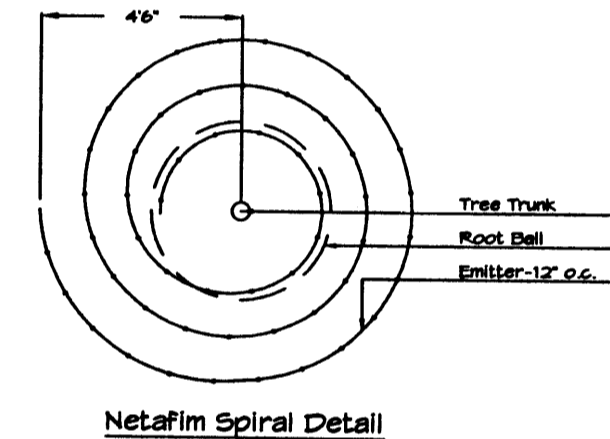 4'6"
Tree Trunk
Root Ball
Emitter-12" o.c.
Netafim Spiral Detail